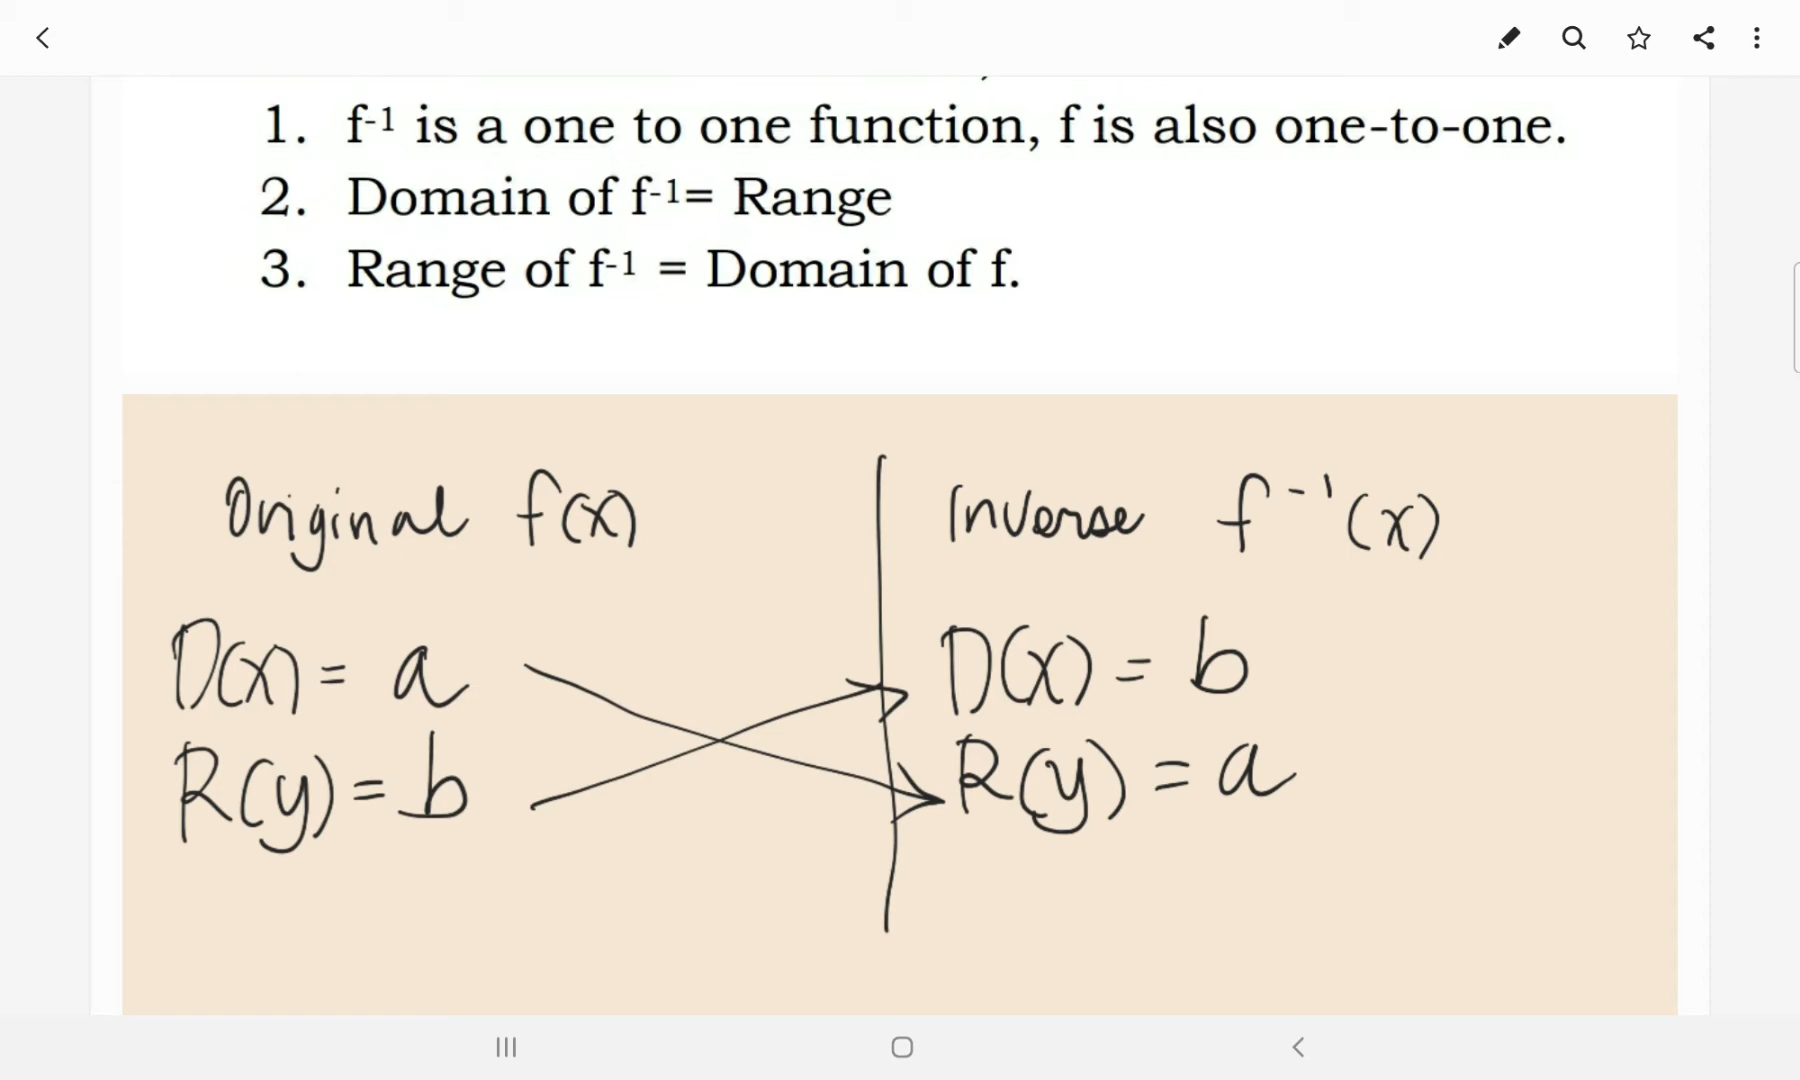 1. f-1 is a one to one function, f is also one-to-one.
2. Domain of f-1= Range
3. Range of f-1 = Domain of f.
Original f(x)
Inverse f-1(x)
D(x) = a
D(x) = b
R(y) = b
R(y) = a